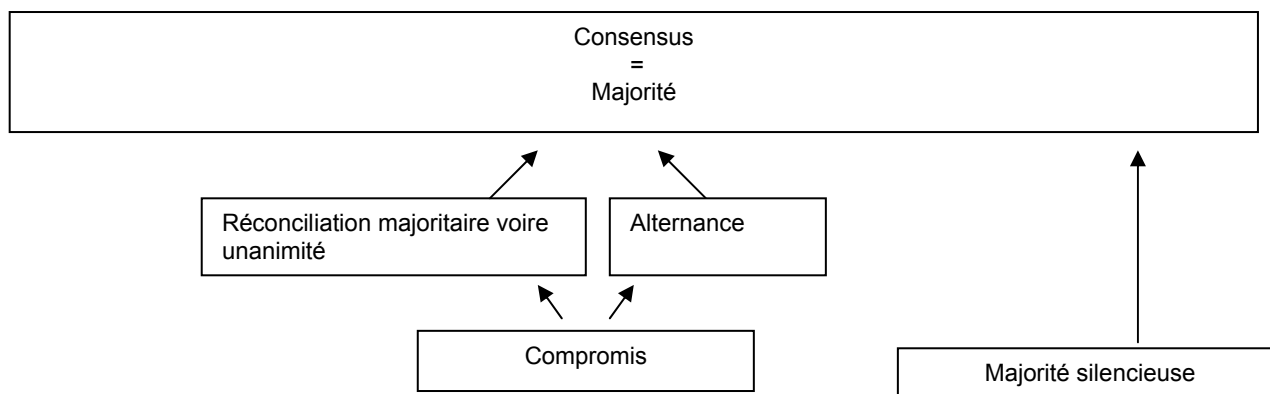 Consensus
=
Majorité
Réconciliation majoritaire voire
unanimité
Alternance
Compromis
Majorité silencieuse